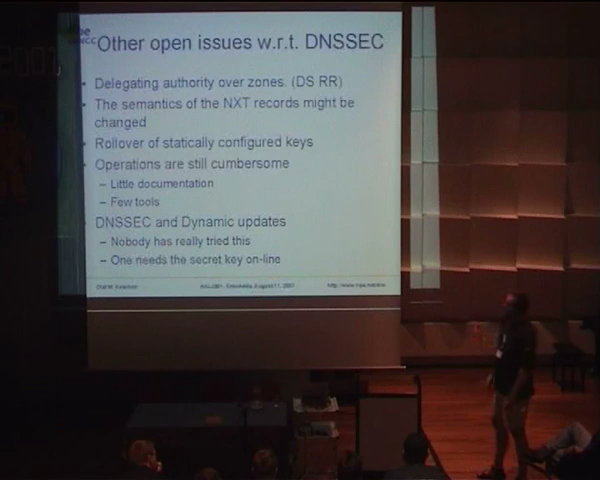 Other open issues w.r.t. DNSSEC
• Delegating authority over zones. (DS RR)
• The semantics of the NXT records might be
changed
• Rollover of statically configured keys
• Operations are still cumbersome
– Little documentation
– Few tools
DNSSEC and Dynamic updates
– Nobody has really tried this
– One needs the secret key on-line
2001